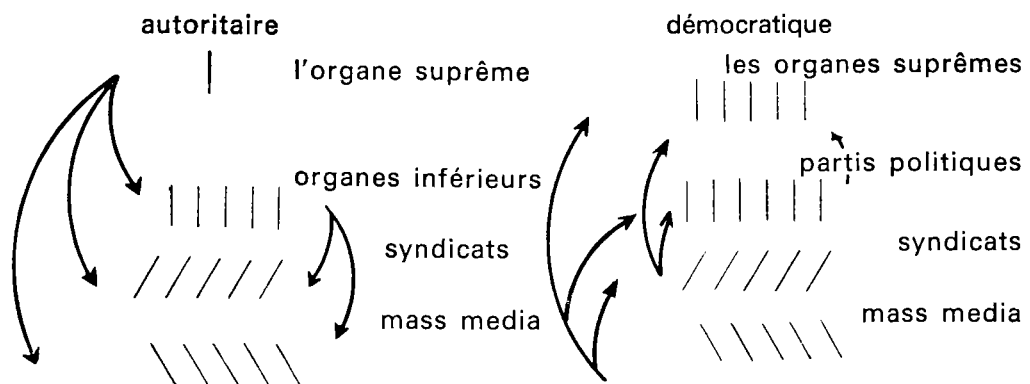 autoritaire
l'organe suprême
organes inférieurs
syndicats
mass media
démocratique
les organes suprêmes
partis politiques
syndicats
mass media